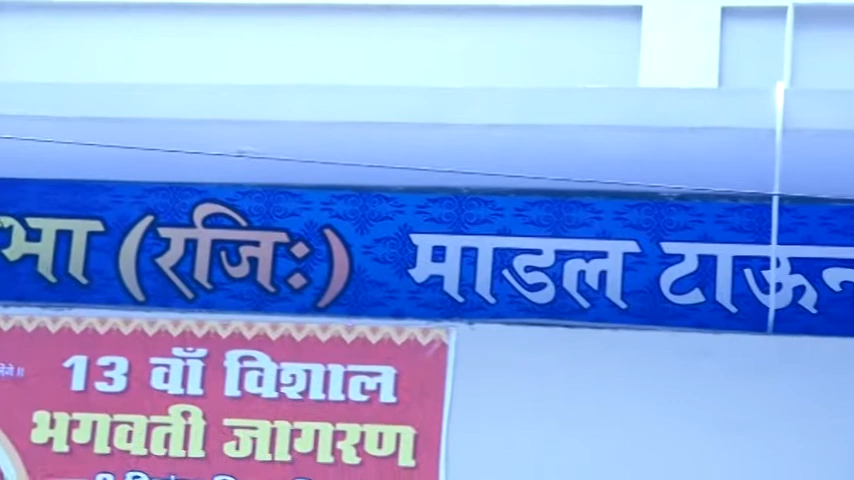 भा (रजिः) माडल टाऊन
13 वाँ विशाल
भगवती जागरण